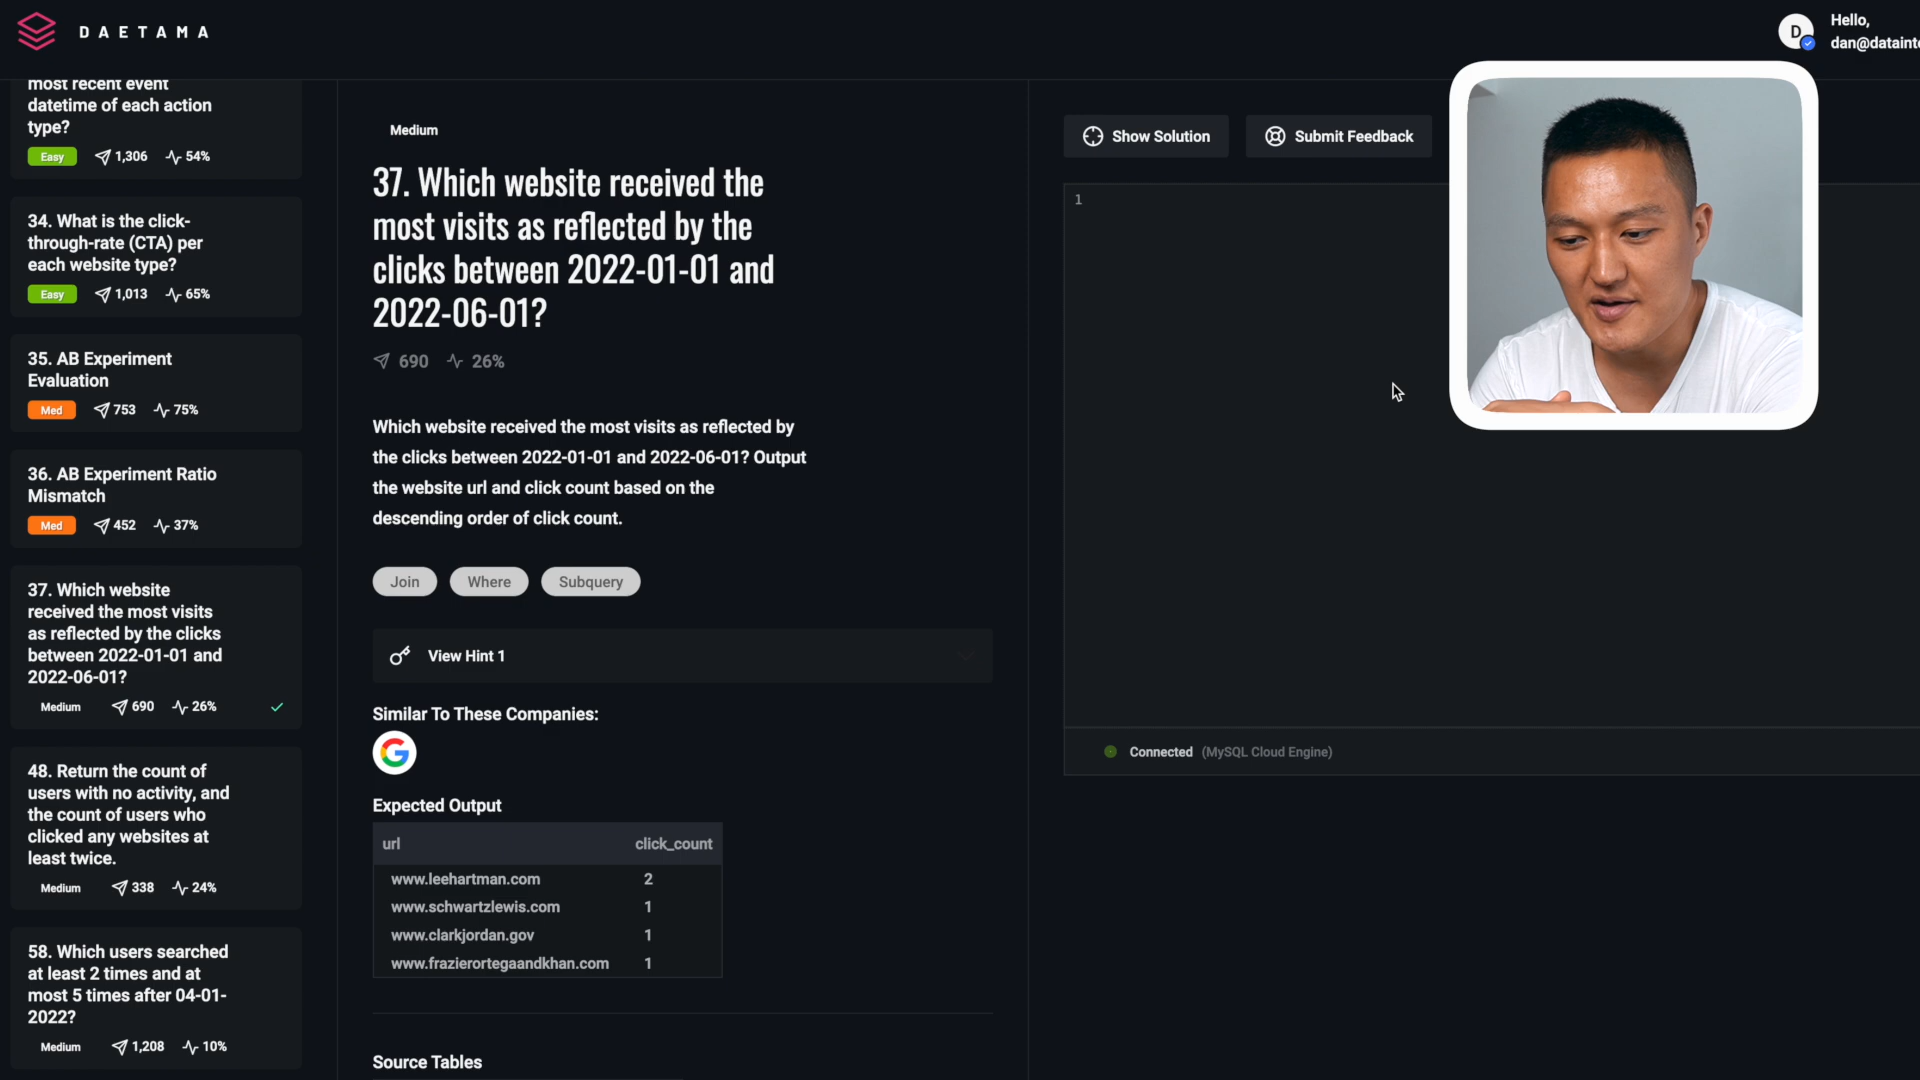 DAETAMA
Hello,
dan@datainte
D
most recent event
datetime of each action
type?
Easy 1,306 54%
34. What is the click-
through-rate (CTA) per
each website type?
Easy 1,013 65%
35. AB Experiment
Evaluation
Med 753 75%
36. AB Experiment Ratio
Mismatch
Med 452 37%
37. Which website
received the most visits
as reflected by the clicks
between 2022-01-01 and
2022-06-01?
Medium 690 26%
48. Return the count of
users with no activity, and
the count of users who
clicked any websites at
least twice.
Medium 338 24%
58. Which users searched
at least 2 times and at
most 5 times after 04-01-
2022?
Medium 1,208 10%
Medium
37. Which website received the
most visits as reflected by the
clicks between 2022-01-01 and
2022-06-01?
690 26%
Which website received the most visits as reflected by
the clicks between 2022-01-01 and 2022-06-01? Output
the website url and click count based on the
descending order of click count.
Join Where Subquery
View Hint 1
Similar To These Companies:
G
Expected Output
url click_count
www.leehartman.com 2
www.schwartzlewis.com 1
www.clarkjordan.gov 1
www.frazierortegaandkhan.com 1
Source Tables
Show Solution Submit Feedback
1
Connected (MySQL Cloud Engine)